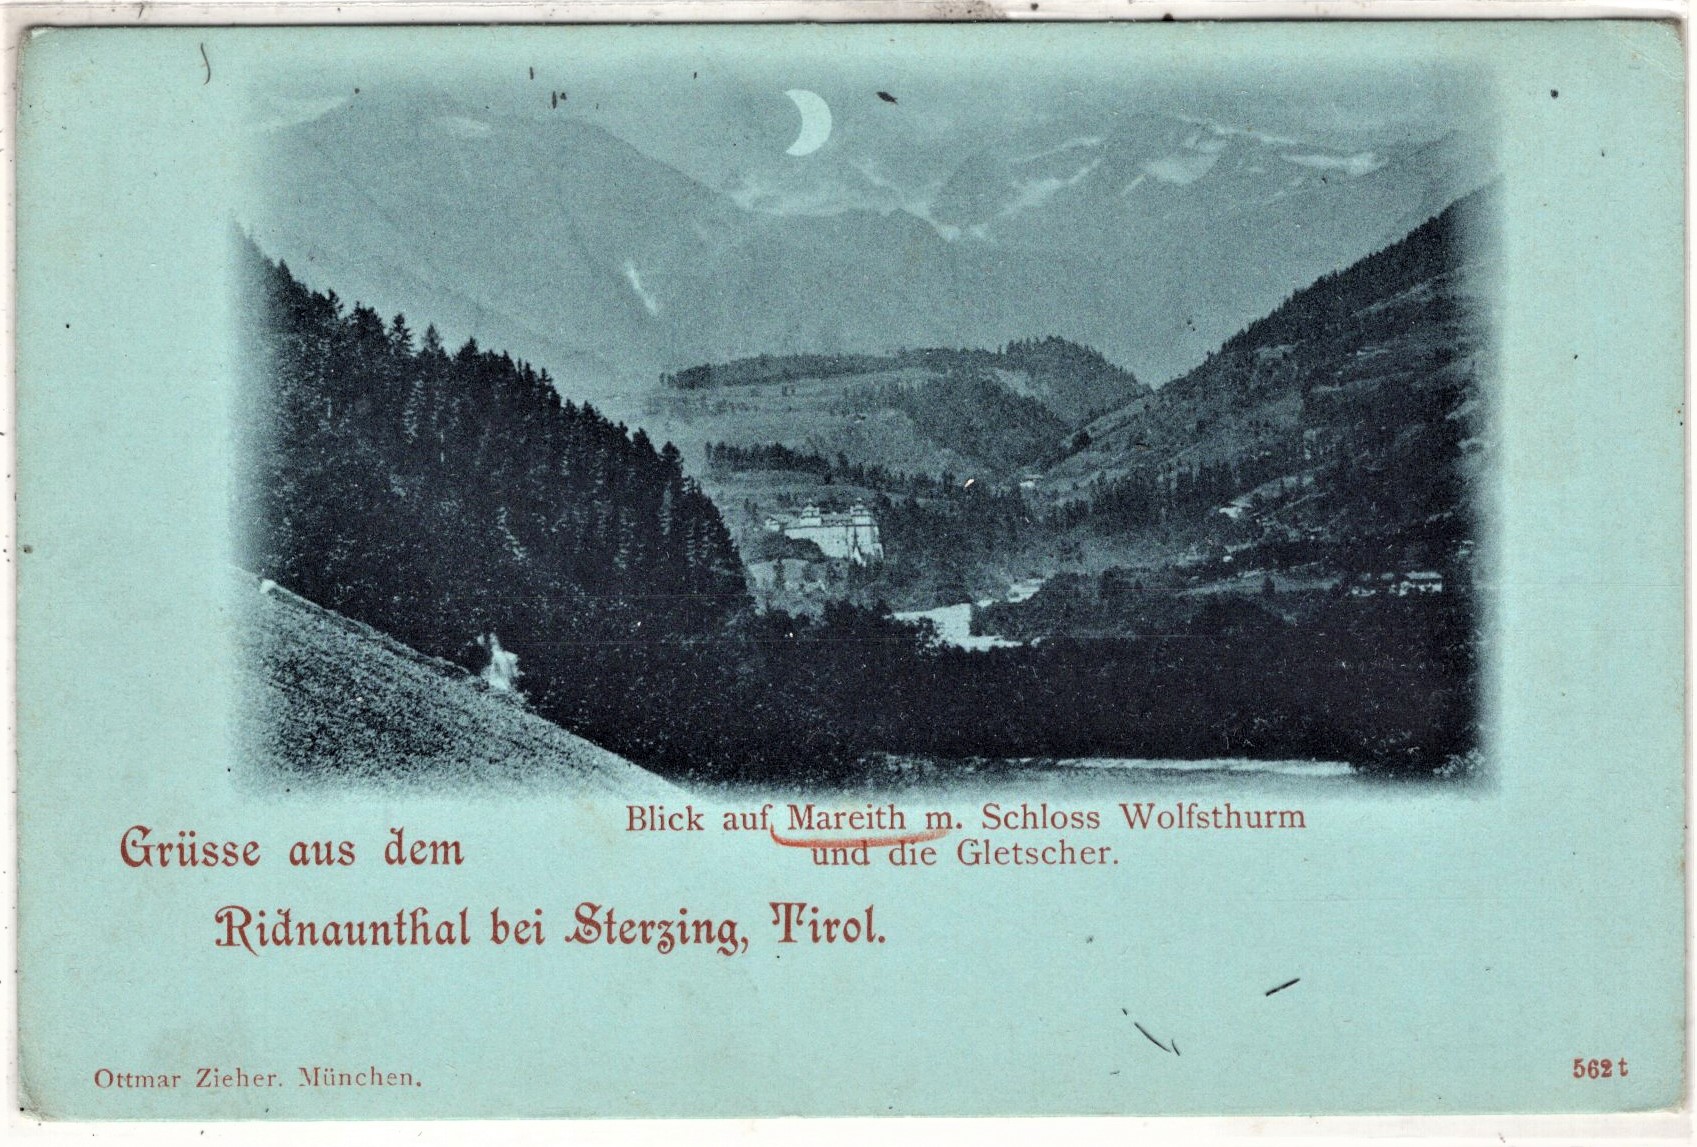 Blick auf Mareith m. Schloss Wolfsthurm
und die Gletscher.
Grüsse aus dem
Ridnaunthal bei Sterzing, Tirol.
Ottmar Zieher. München.
562 t